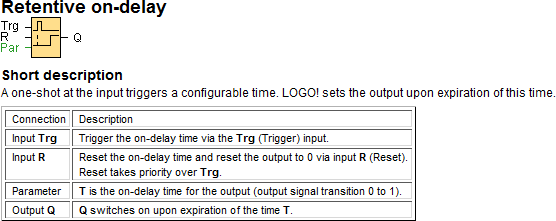 Retentive on-delay
Trg
R
Par
Q
Short description
A one-shot at the input triggers a configurable time. LOGO! sets the output upon expiration of this time.
Connection Description
Input Trg Trigger the on-delay time via the Trg (Trigger) input.
Input R Reset the on-delay time and reset the output to 0 via input R (Reset).
Reset takes priority over Trg.
Parameter T is the on-delay time for the output (output signal transition 0 to 1).
Output Q Q switches on upon expiration of the time T.